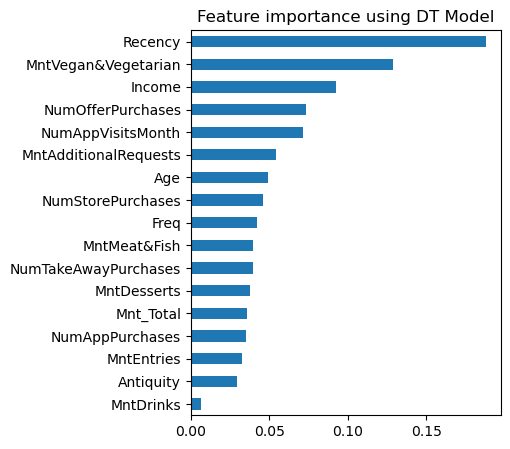 Feature importance using DT Model
Recency
MntVegan&Vegetarian
Income
NumOfferPurchases
NumAppVisitsMonth
MntAdditionalRequests
Age
NumStorePurchases
Freq
MntMeat&Fish
NumTakeAwayPurchases
MntDesserts
Mnt_Total
NumAppPurchases
MntEntries
Antiquity
MntDrinks
0.00 0.05 0.10 0.15